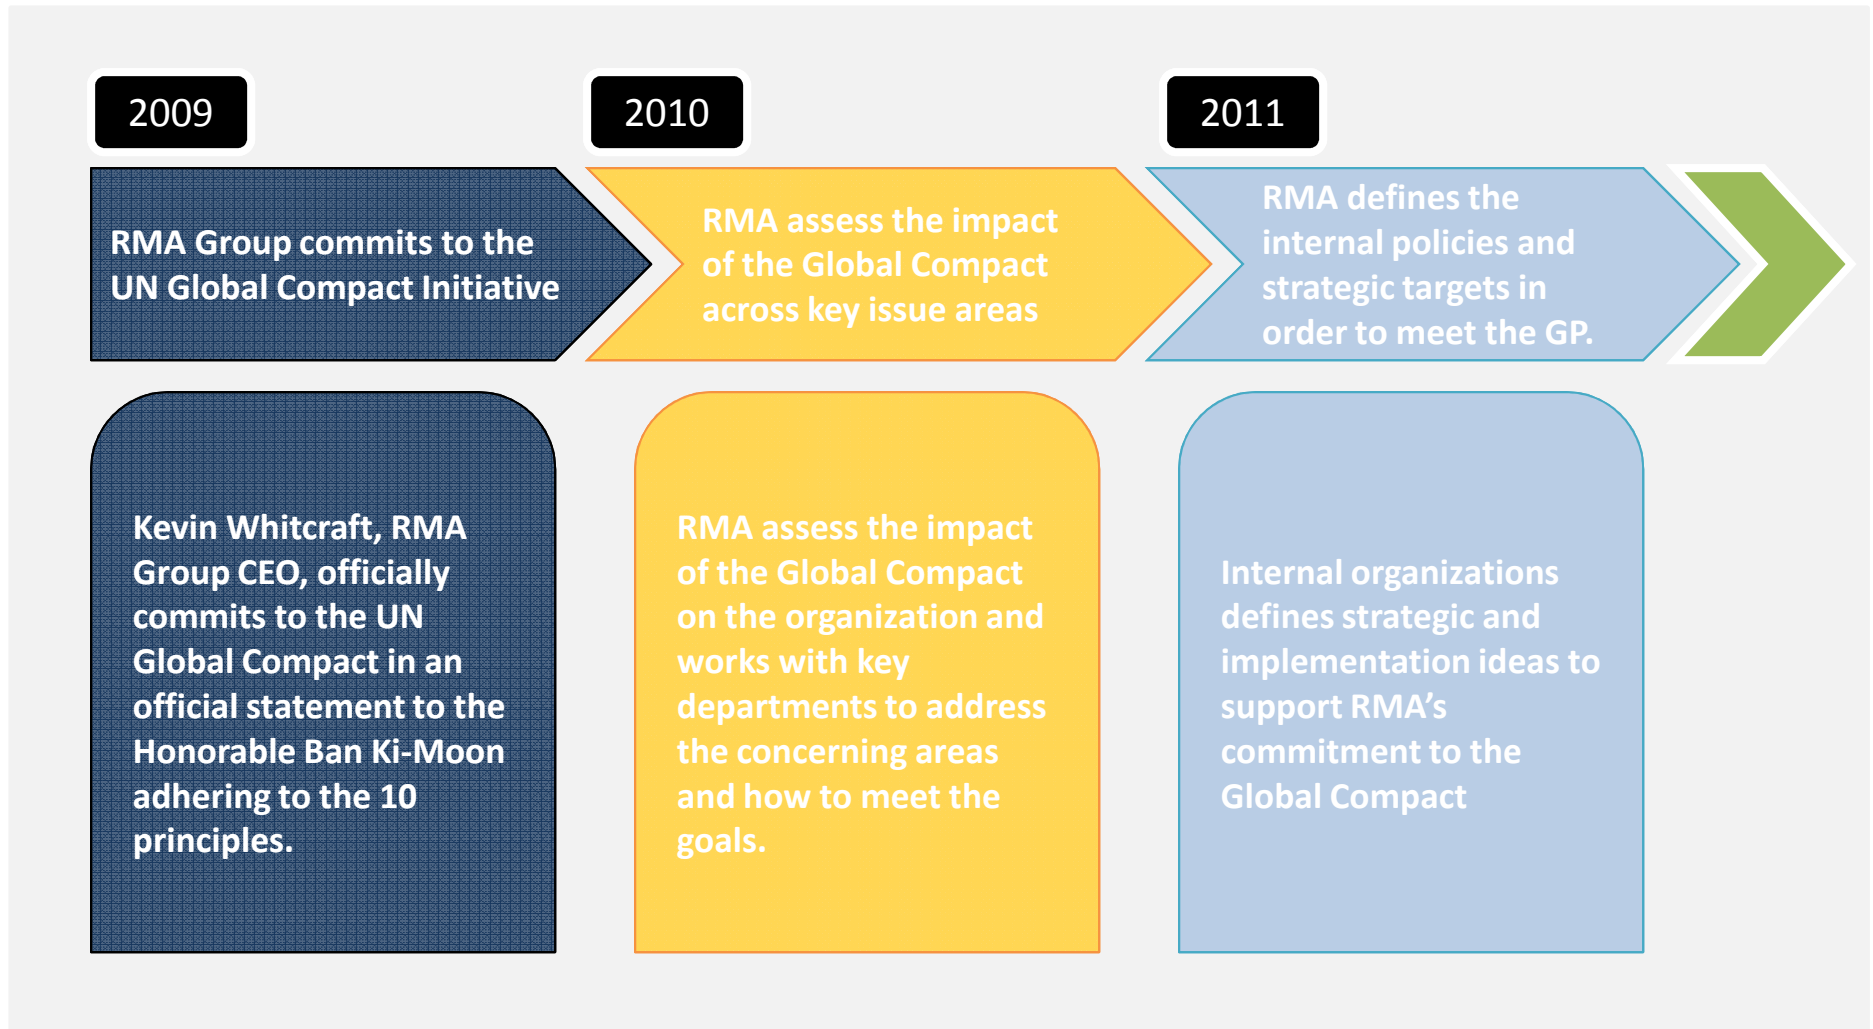 2009
2010
2011
RMA Group commits to the
UN Global Compact Initiative
RMA assess the impact
of the Global Compact
across key issue areas
RMA defines the
internal policies and
strategic targets in
order to meet the GP.
Kevin Whitcraft, RMA
Group CEO, officially
commits to the UN
Global Compact in an
official statement to the
Honorable Ban Ki-Moon
adhering to the 10
principles.
RMA assess the impact
of the Global Compact
on the organization and
works with key
departments to address
the concerning areas
and how to meet the
goals.
Internal organizations
defines strategic and
implementation ideas to
support RMA’s
commitment to the
Global Compact